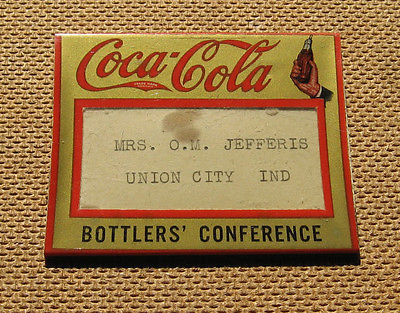 Coca-Cola
MRS. O.M. JEFFERIS
UNION CITY IND
BOTTLERS' CONFERENCE